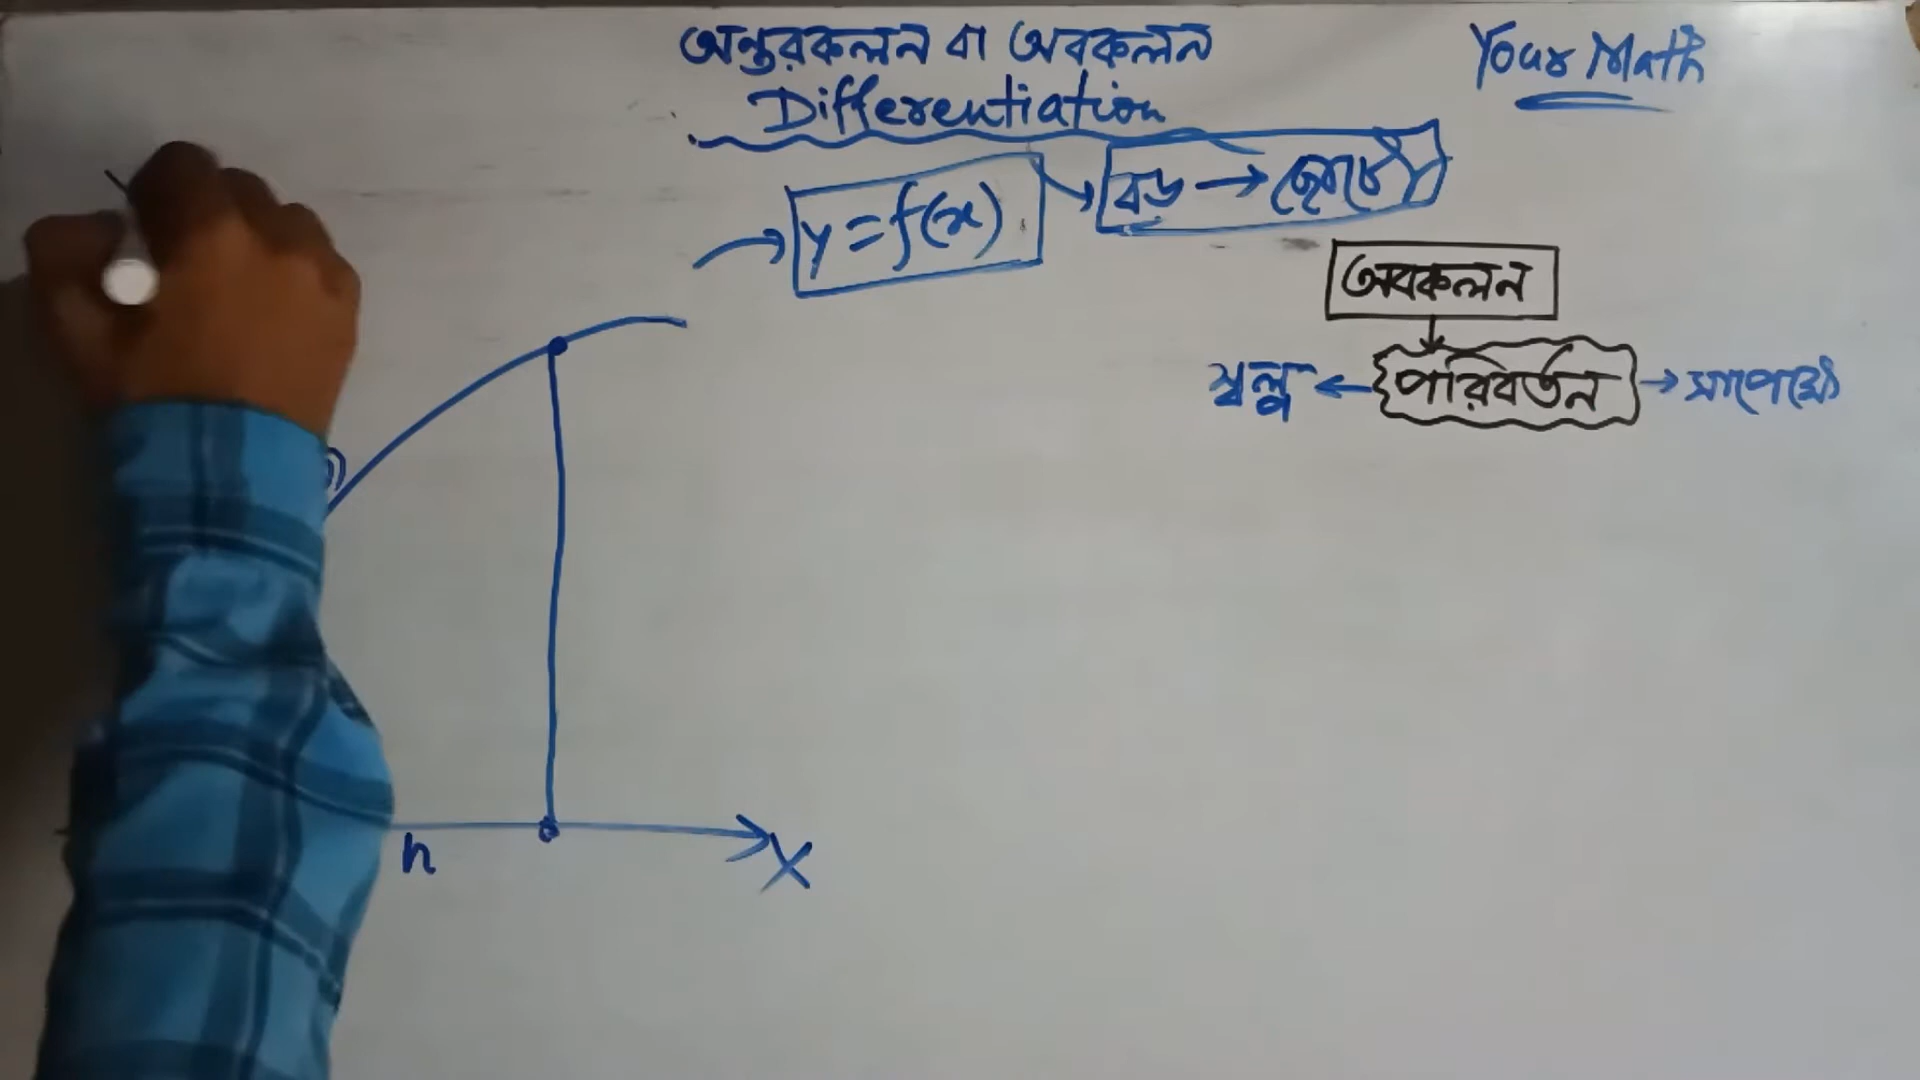 অন্তরকলন বা অবকলন
Differentiation
Your Math
y = f(x)
বড় → ছোট
অবকলন
স্বল্প ← পরিবর্তন → সাপেক্ষে
h
X